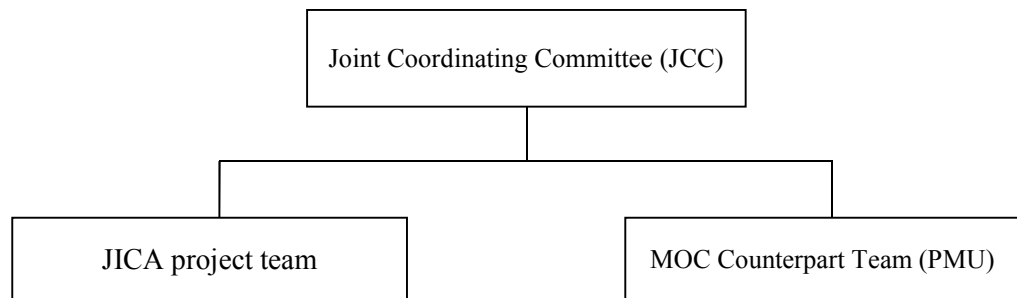 Joint Coordinating Committee (JCC)
JICA project team
MOC Counterpart Team (PMU)